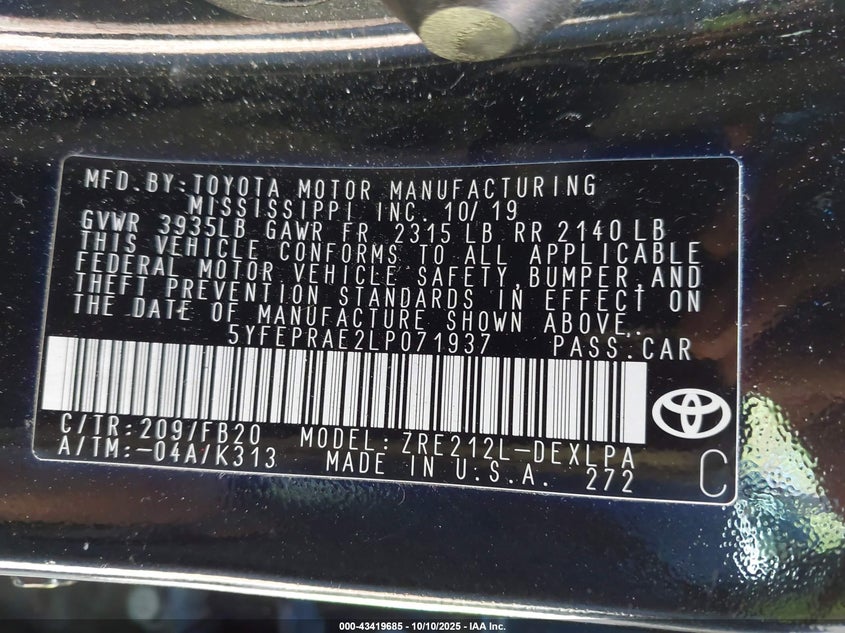 MFD.BY:TOYOTA MOTOR MANUFACTURING
MISSISSIPPI INC. 10/19
GVWR 3935LB GAWR FR 2315 LB RR 2140 LB
THIS VEHICLE CONFORMS TO ALL APPLICABLE
FEDERAL MOTOR VEHICLE SAFETY,BUMPER,AND
THEFT PREVENTION STANDARDS IN EFFECT ON
THE DATE OF MANUFACTURE SHOWN ABOVE.
5YFEPRAE2LP071937 PASS.CAR
C/TR:209/FB20 MODEL:ZRE212L-DEXLPA
A/TM:-04A/K313 MADE IN U.S.A. 272
C
000-43419685 - 10/10/2025 - IAA Inc.